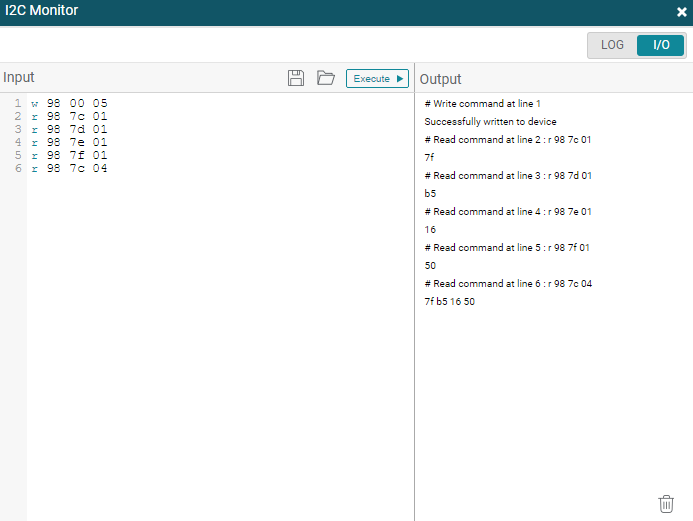 I2C Monitor
LOG I/O
Input
Execute
Output
1 w 98 00 05
2 r 98 7c 01
3 r 98 7d 01
4 r 98 7e 01
5 r 98 7f 01
6 r 98 7c 04
# Write command at line 1
Successfully written to device
# Read command at line 2 : r 98 7c 01
7f
# Read command at line 3 : r 98 7d 01
b5
# Read command at line 4 : r 98 7e 01
16
# Read command at line 5 : r 98 7f 01
50
# Read command at line 6 : r 98 7c 04
7f b5 16 50